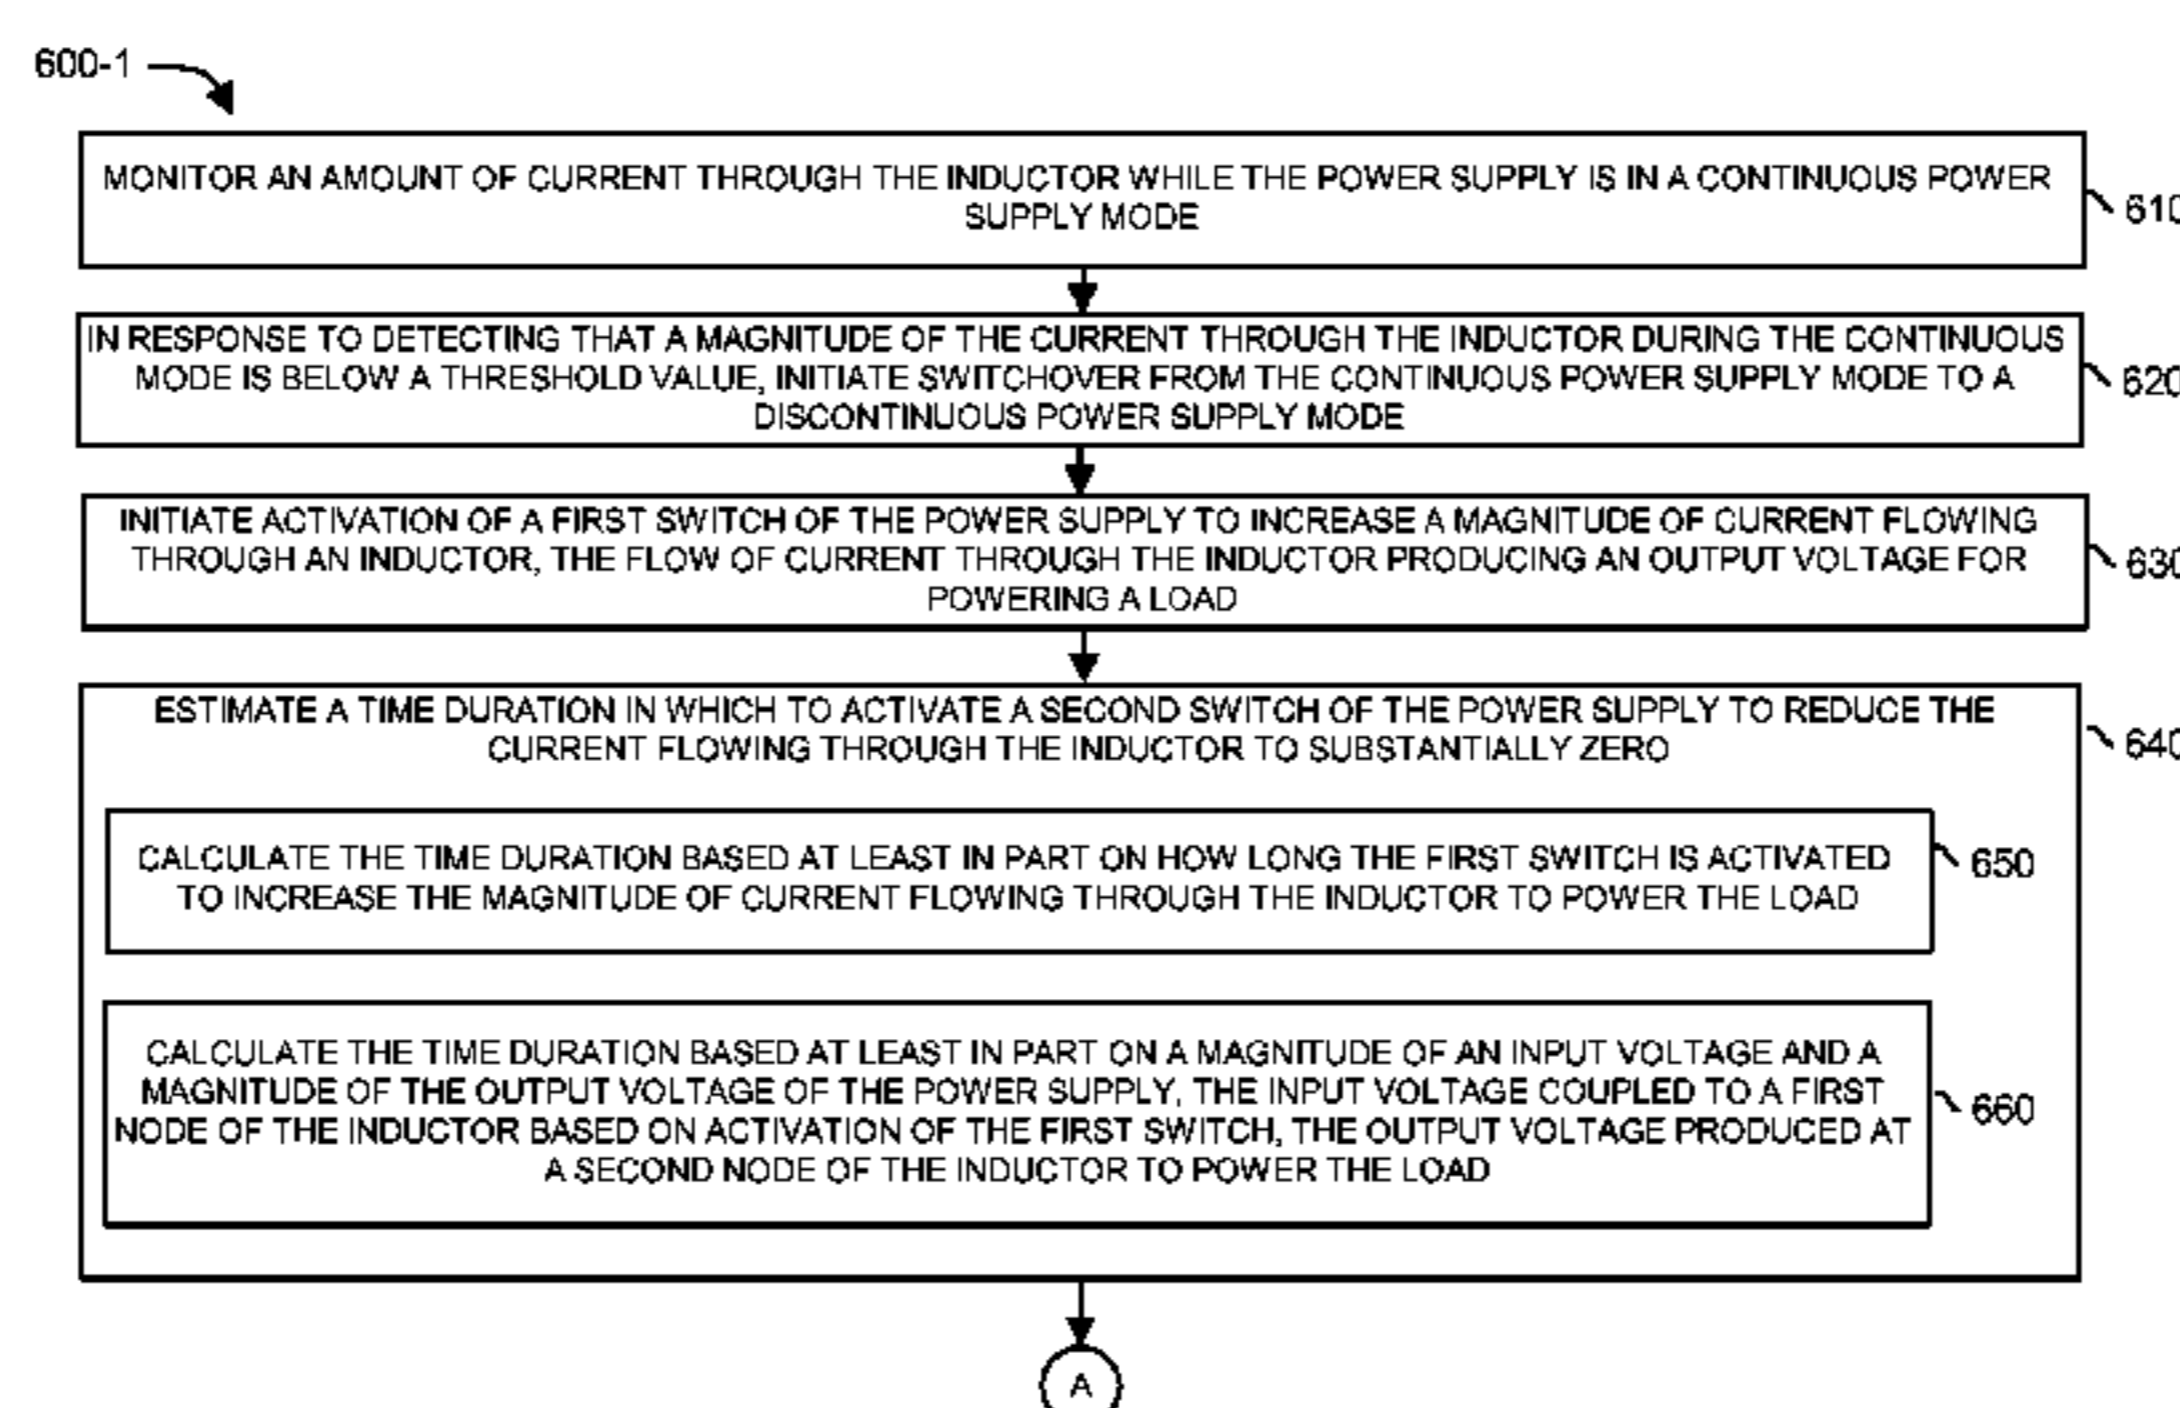 600-1
MONITOR AN AMOUNT OF CURRENT THROUGH THE INDUCTOR WHILE THE POWER SUPPLY IS IN A CONTINUOUS POWER
SUPPLY MODE
610
IN RESPONSE TO DETECTING THAT A MAGNITUDE OF THE CURRENT THROUGH THE INDUCTOR DURING THE CONTINUOUS
MODE IS BELOW A THRESHOLD VALUE, INITIATE SWITCHOVER FROM THE CONTINUOUS POWER SUPPLY MODE TO A
DISCONTINUOUS POWER SUPPLY MODE
620
INITIATE ACTIVATION OF A FIRST SWITCH OF THE POWER SUPPLY TO INCREASE A MAGNITUDE OF CURRENT FLOWING
THROUGH AN INDUCTOR, THE FLOW OF CURRENT THROUGH THE INDUCTOR PRODUCING AN OUTPUT VOLTAGE FOR
POWERING A LOAD
630
ESTIMATE A TIME DURATION IN WHICH TO ACTIVATE A SECOND SWITCH OF THE POWER SUPPLY TO REDUCE THE
CURRENT FLOWING THROUGH THE INDUCTOR TO SUBSTANTIALLY ZERO
640
CALCULATE THE TIME DURATION BASED AT LEAST IN PART ON HOW LONG THE FIRST SWITCH IS ACTIVATED
TO INCREASE THE MAGNITUDE OF CURRENT FLOWING THROUGH THE INDUCTOR TO POWER THE LOAD
650
CALCULATE THE TIME DURATION BASED AT LEAST IN PART ON A MAGNITUDE OF AN INPUT VOLTAGE AND A
MAGNITUDE OF THE OUTPUT VOLTAGE OF THE POWER SUPPLY, THE INPUT VOLTAGE COUPLED TO A FIRST
NODE OF THE INDUCTOR BASED ON ACTIVATION OF THE FIRST SWITCH, THE OUTPUT VOLTAGE PRODUCED AT
A SECOND NODE OF THE INDUCTOR TO POWER THE LOAD
660
A